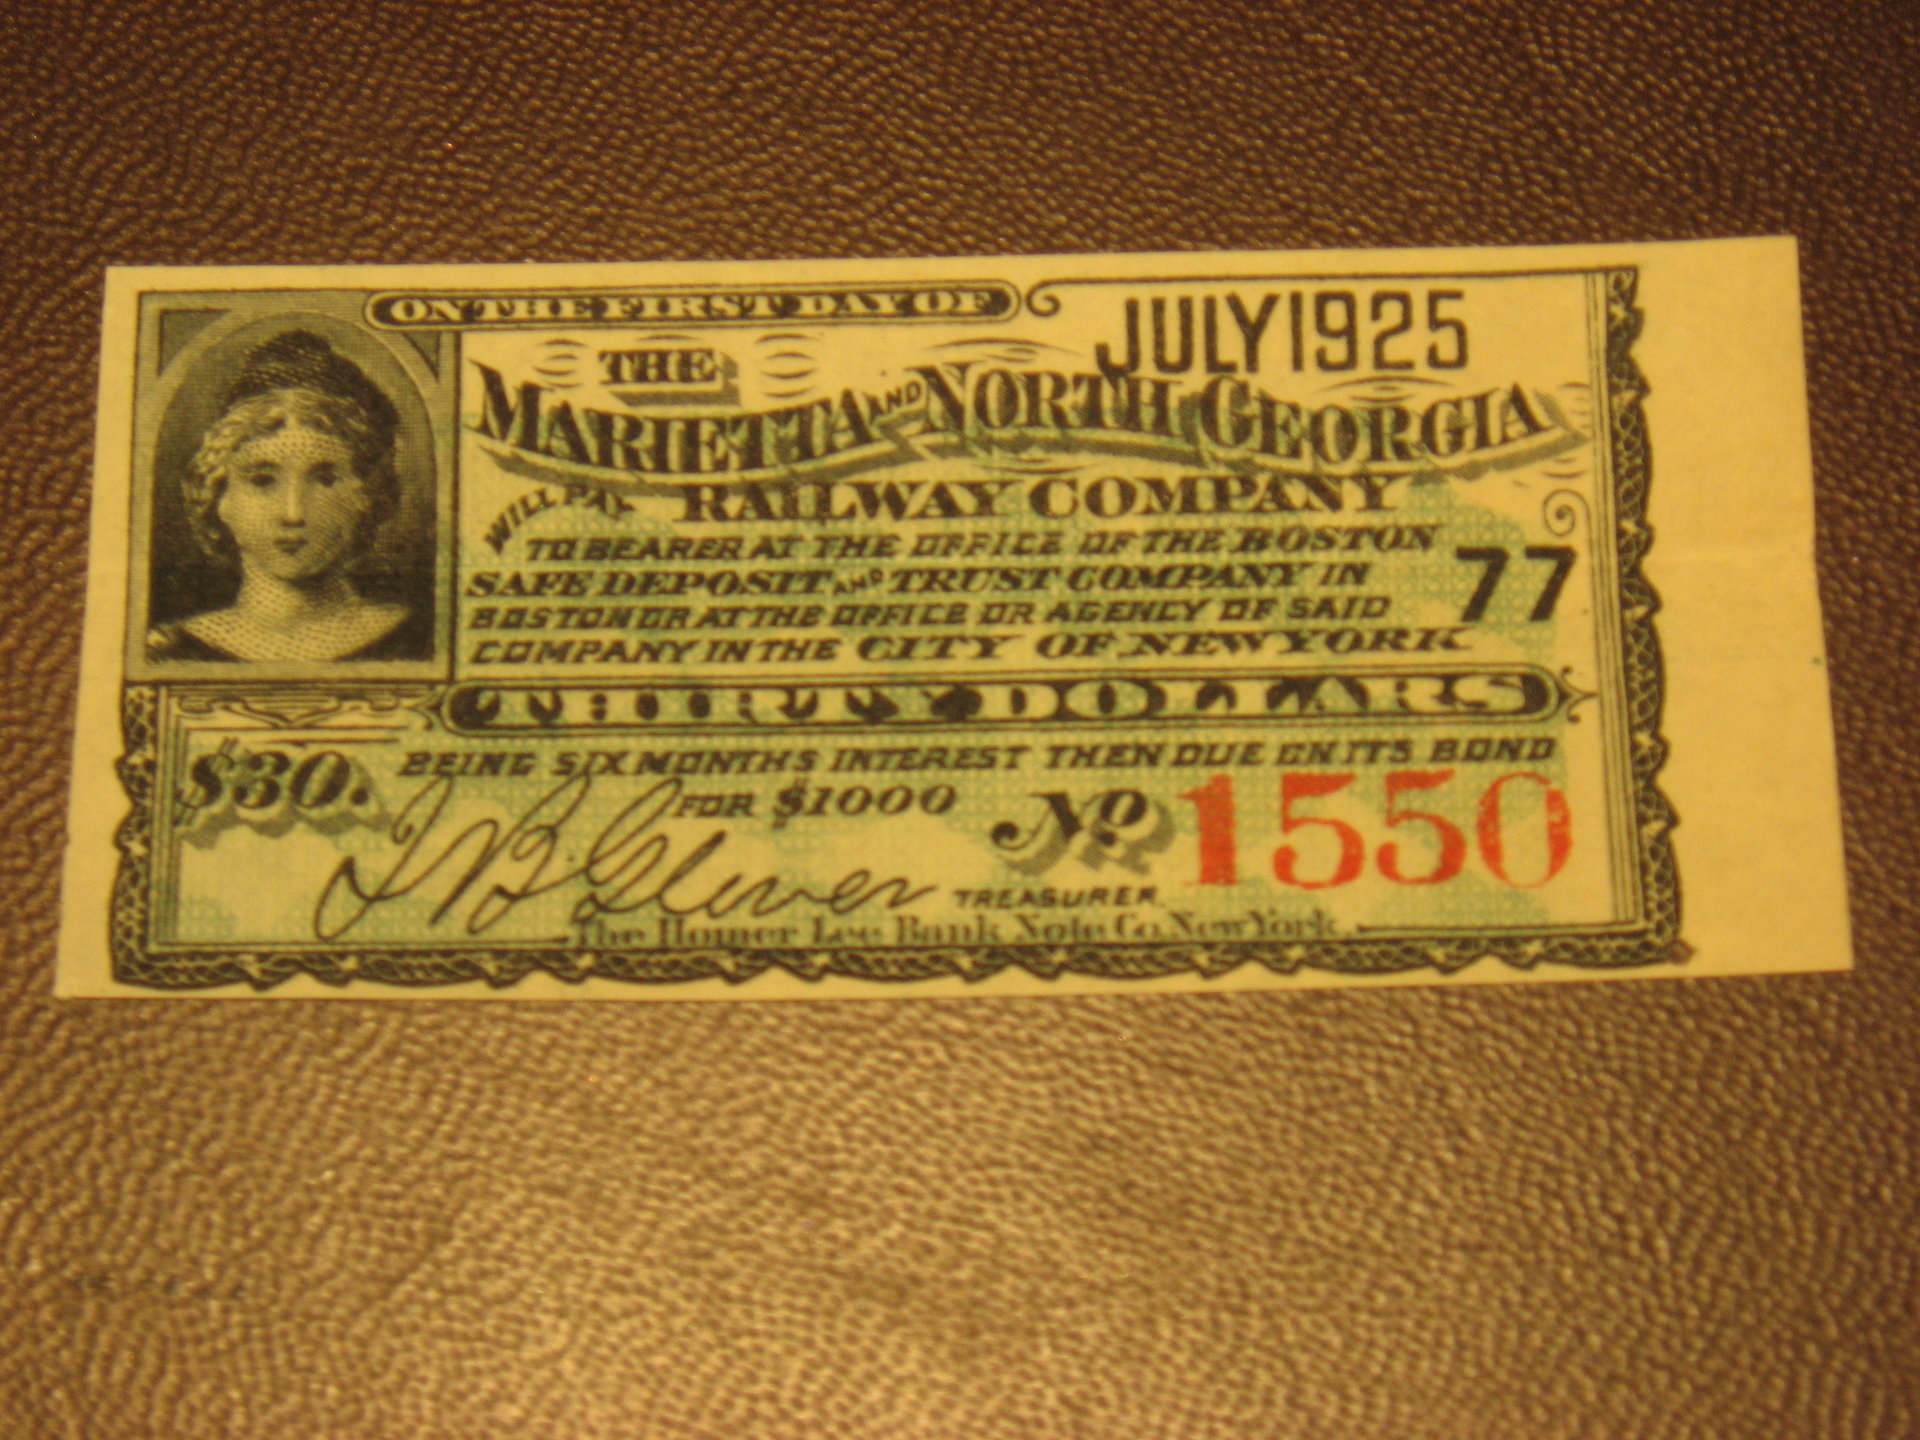 ON THE FIRST DAY OF JULY 1925
THE
MARIETTA AND NORTH GEORGIA
WILL PAY RAILWAY COMPANY
TO BEARER AT THE OFFICE OF THE BOSTON
SAFE DEPOSIT AND TRUST COMPANY IN
77
BOSTON OR AT THE OFFICE OR AGENCY OF SAID
COMPANY IN THE CITY OF NEW YORK
THIRTY DOLLARS
$30. BEING SIX MONTHS INTEREST THEN DUE ON ITS BOND
FOR $1000 No 1550
J B Glover TREASURER.
The Homer Lee Bank Note Co. New York.